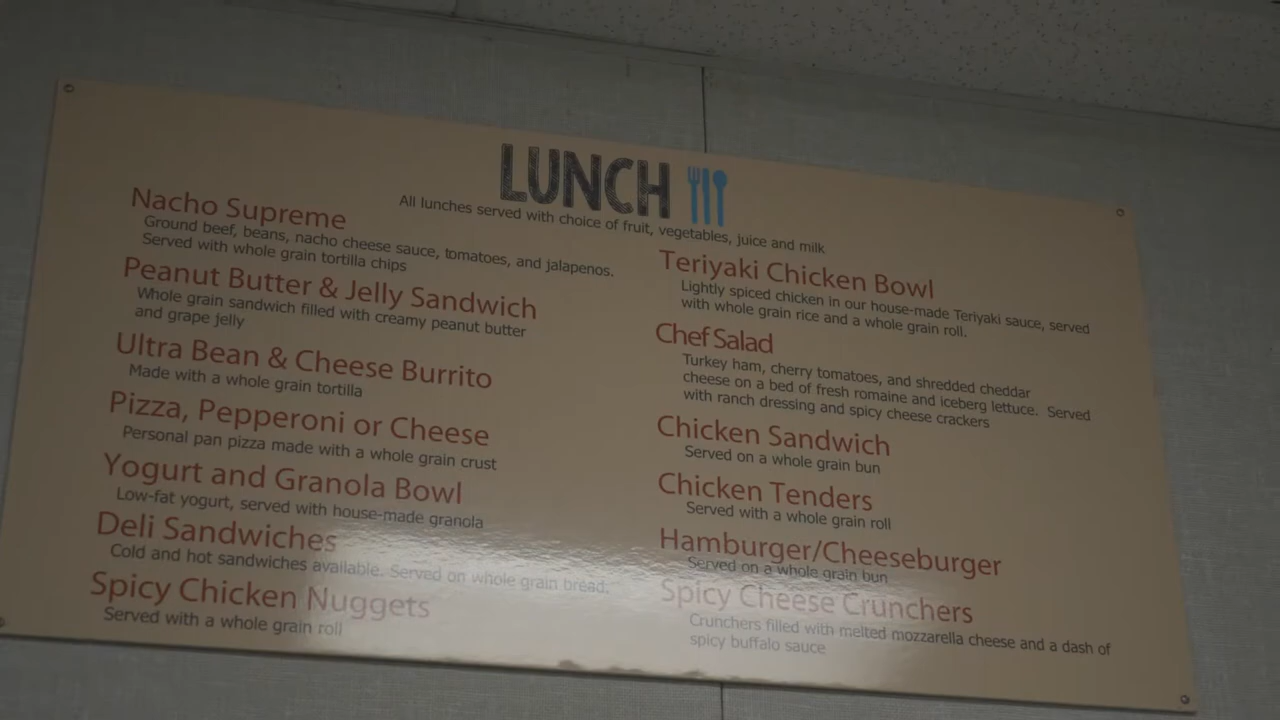 LUNCH
All lunches served with choice of fruit, vegetables, juice and milk
Nacho Supreme
Ground beef, beans, nacho cheese sauce, tomatoes, and jalapenos.
Served with whole grain tortilla chips
Peanut Butter & Jelly Sandwich
Whole grain sandwich filled with creamy peanut butter
and grape jelly
Ultra Bean & Cheese Burrito
Made with a whole grain tortilla
Pizza, Pepperoni or Cheese
Personal pan pizza made with a whole grain crust
Yogurt and Granola Bowl
Low-fat yogurt, served with house-made granola
Deli Sandwiches
Cold and hot sandwiches available. Served on whole grain bread.
Spicy Chicken Nuggets
Served with a whole grain roll
Teriyaki Chicken Bowl
Lightly spiced chicken in our house-made Teriyaki sauce, served
with whole grain rice and a whole grain roll.
Chef Salad
Turkey ham, cherry tomatoes, and shredded cheddar
cheese on a bed of fresh romaine and iceberg lettuce. Served
with ranch dressing and spicy cheese crackers
Chicken Sandwich
Served on a whole grain bun
Chicken Tenders
Served with a whole grain roll
Hamburger/Cheeseburger
Served on a whole grain bun
Spicy Cheese Crunchers
Crunchers filled with melted mozzarella cheese and a dash of
spicy buffalo sauce